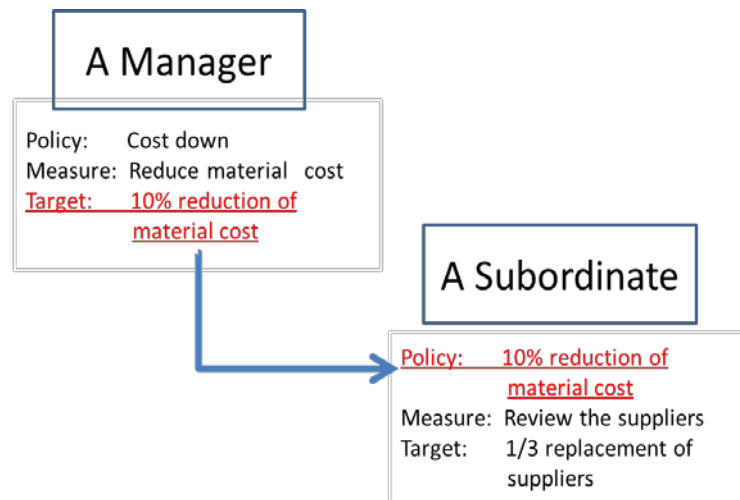 A Manager
Policy: Cost down
Measure: Reduce material cost
Target: 10% reduction of
material cost
A Subordinate
Policy: 10% reduction of
material cost
Measure: Review the suppliers
Target: 1/3 replacement of
suppliers